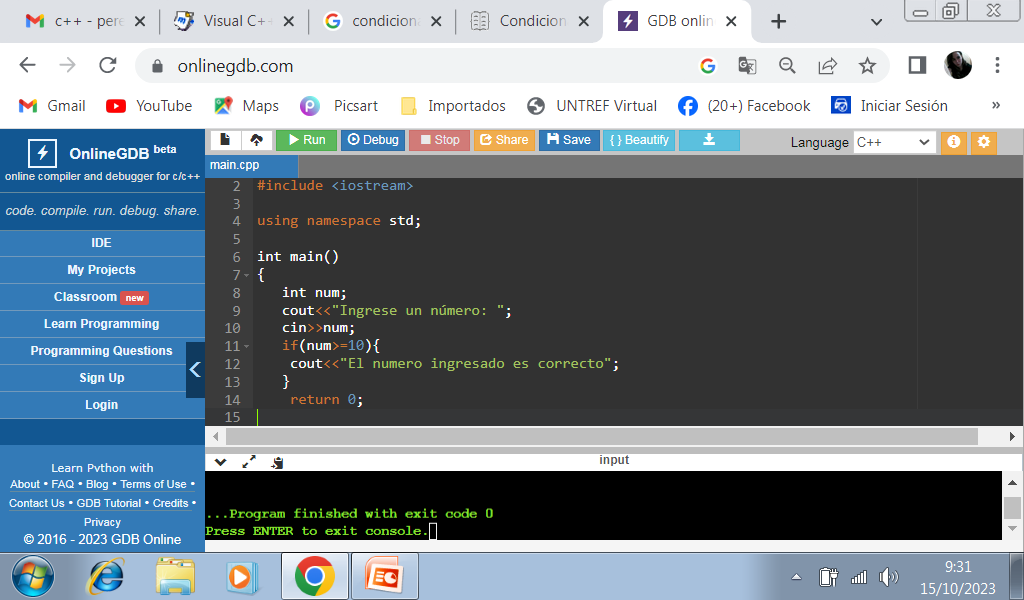 c++ - pere
Visual C++
condiciona
Condicion
GDB onlin
onlinegdb.com
Gmail
YouTube
Maps
Picsart
Importados
UNTREF Virtual
(20+) Facebook
Iniciar Sesión
»
OnlineGDB beta
online compiler and debugger for c/c++
code. compile. run. debug. share.
IDE
My Projects
Classroom new
Learn Programming
Programming Questions
Sign Up
Login
Learn Python with
About • FAQ • Blog • Terms of Use •
Contact Us • GDB Tutorial • Credits •
Privacy
© 2016 - 2023 GDB Online
Run
Debug
Stop
Share
Save
{ } Beautify
Language C++
main.cpp
2 #include <iostream>
3
4 using namespace std;
5
6 int main()
7 {
8 int num;
9 cout<<"Ingrese un número: ";
10 cin>>num;
11 if(num>=10){
12 cout<<"El numero ingresado es correcto";
13 }
14 return 0;
15
input
...Program finished with exit code 0
Press ENTER to exit console.
9:31
15/10/2023